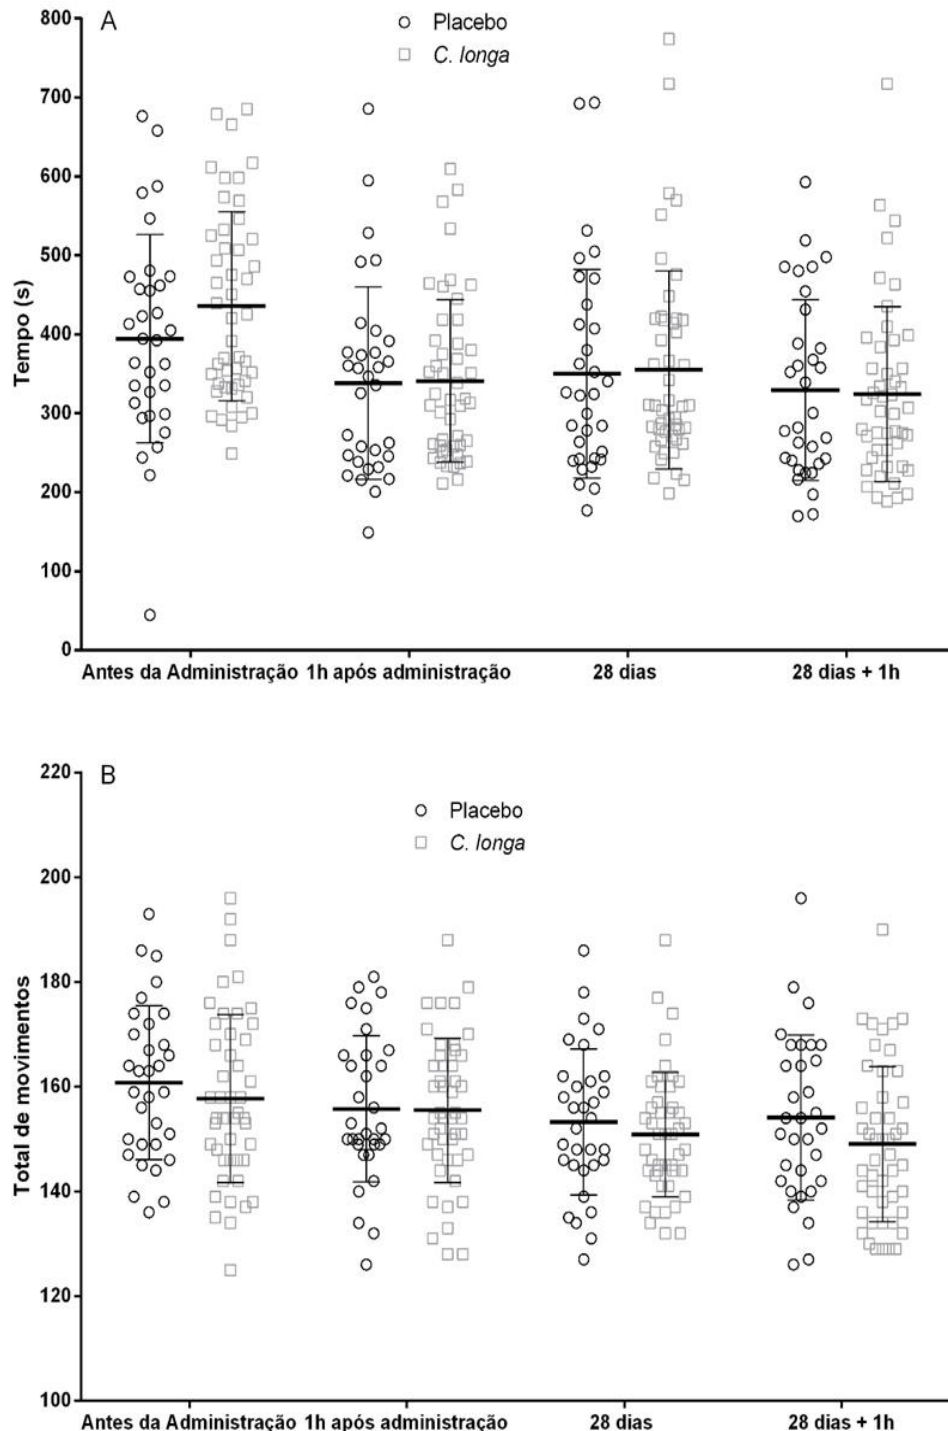 A
Placebo
C. longa
800
700
600
500
400
300
200
100
0
Tempo (s)
Antes da Administração 1h após administração 28 dias 28 dias + 1h
B
Placebo
C. longa
220
200
180
160
140
120
100
Total de movimentos
Antes da Administração 1h após administração 28 dias 28 dias + 1h